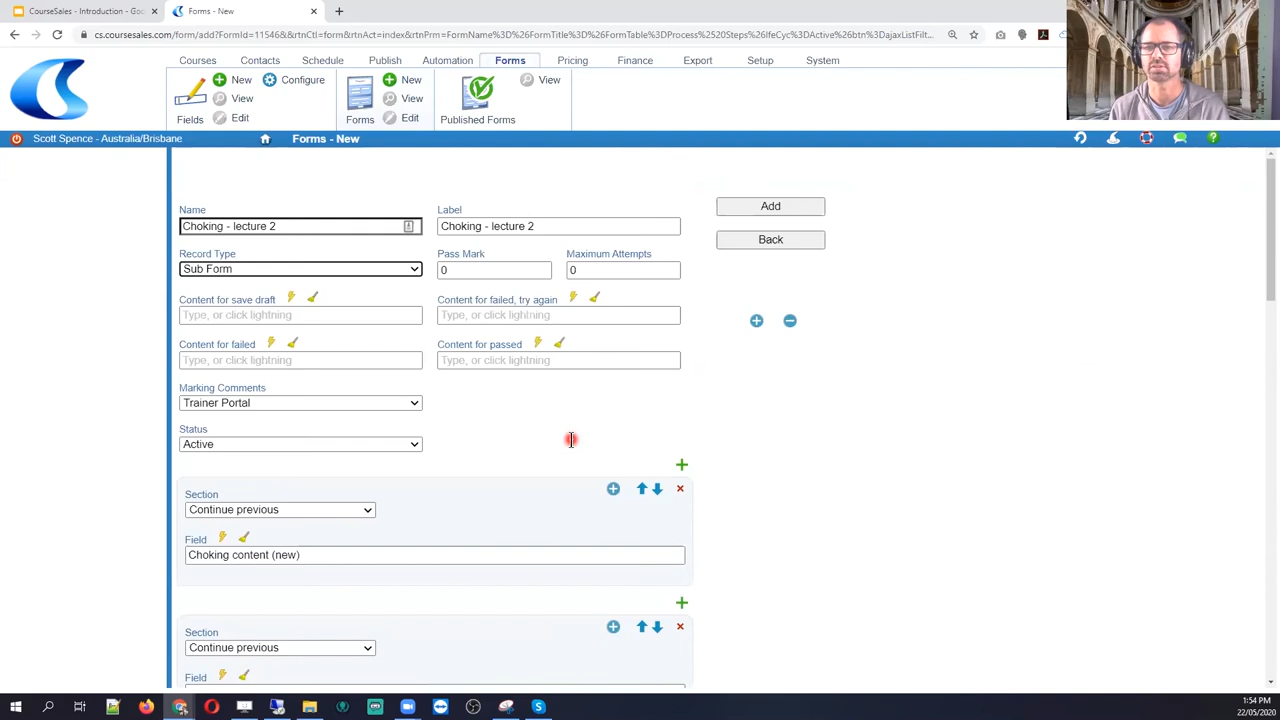 CourseSales - Introduction - Goo
Forms - New
cs.coursesales.com/form/add?FormId=11546&&rtnCtl=form&rtnAct=index&rtnPrm=FormName%3D%26FormTitle%3D%26FormTable%3DProcess%2520Steps%26lfeCyc%3DActive%26btn%3DajaxListFilt...
Courses Contacts Schedule Publish Automation Forms Pricing Finance Export Setup System
New Configure New View
View View
Edit Edit
Fields Forms Published Forms
Scott Spence - Australia/Brisbane Forms - New
Name Label
Choking - lecture 2 Choking - lecture 2
Add
Record Type Pass Mark Maximum Attempts
Sub Form 0 0
Back
Content for save draft Content for failed, try again
Type, or click lightning Type, or click lightning
Content for failed Content for passed
Type, or click lightning Type, or click lightning
Marking Comments
Trainer Portal
Status
Active
Section
Continue previous
Field
Choking content (new)
Section
Continue previous
Field
1:54 PM
22/05/2020